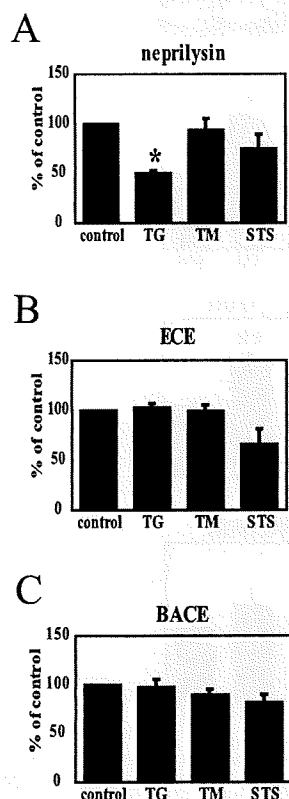 A
neprilysin
150
100
50
0
% of control
*
control TG TM STS
B
ECE
150
100
50
0
% of control
control TG TM STS
C
BACE
150
100
50
0
% of control
control TG TM STS